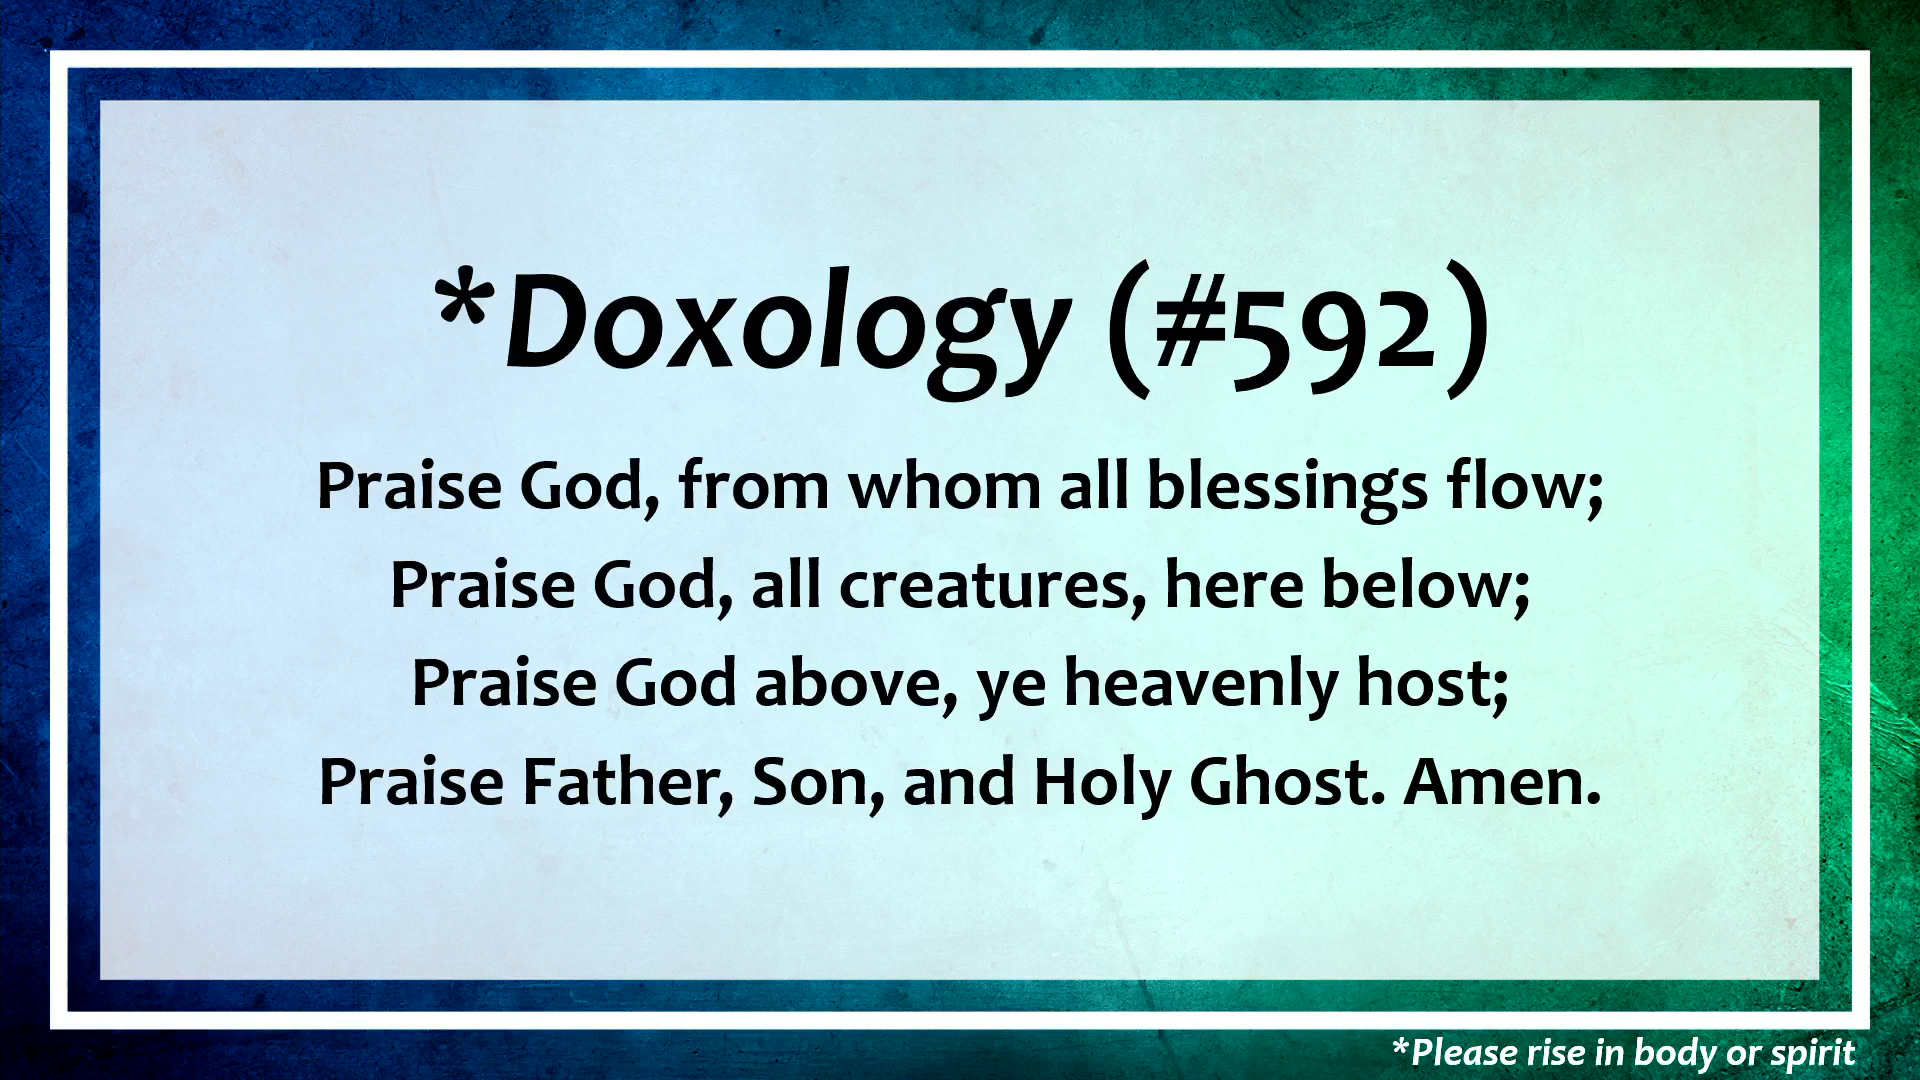 *Doxology (#592)
Praise God, from whom all blessings flow;
Praise God, all creatures, here below;
Praise God above, ye heavenly host;
Praise Father, Son, and Holy Ghost. Amen.
*Please rise in body or spirit